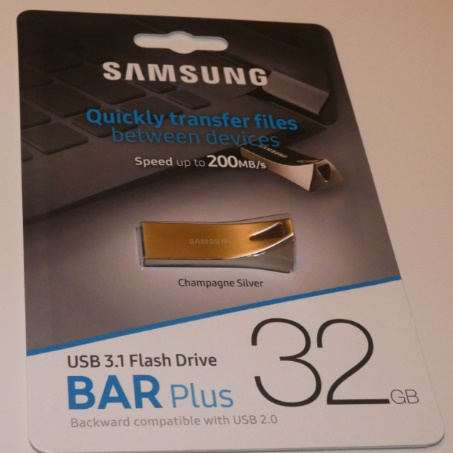 SAMSUNG
Quickly transfer files
between devices
Speed up to 200MB/s
SAMSUNG
SAMSUNG
Champagne Silver
USB 3.1 Flash Drive
BAR Plus
32GB
Backward compatible with USB 2.0